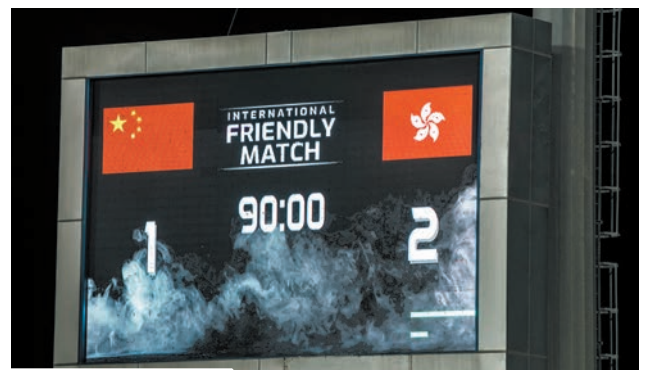 INTERNATIONAL
FRIENDLY
MATCH
90:00
1
2